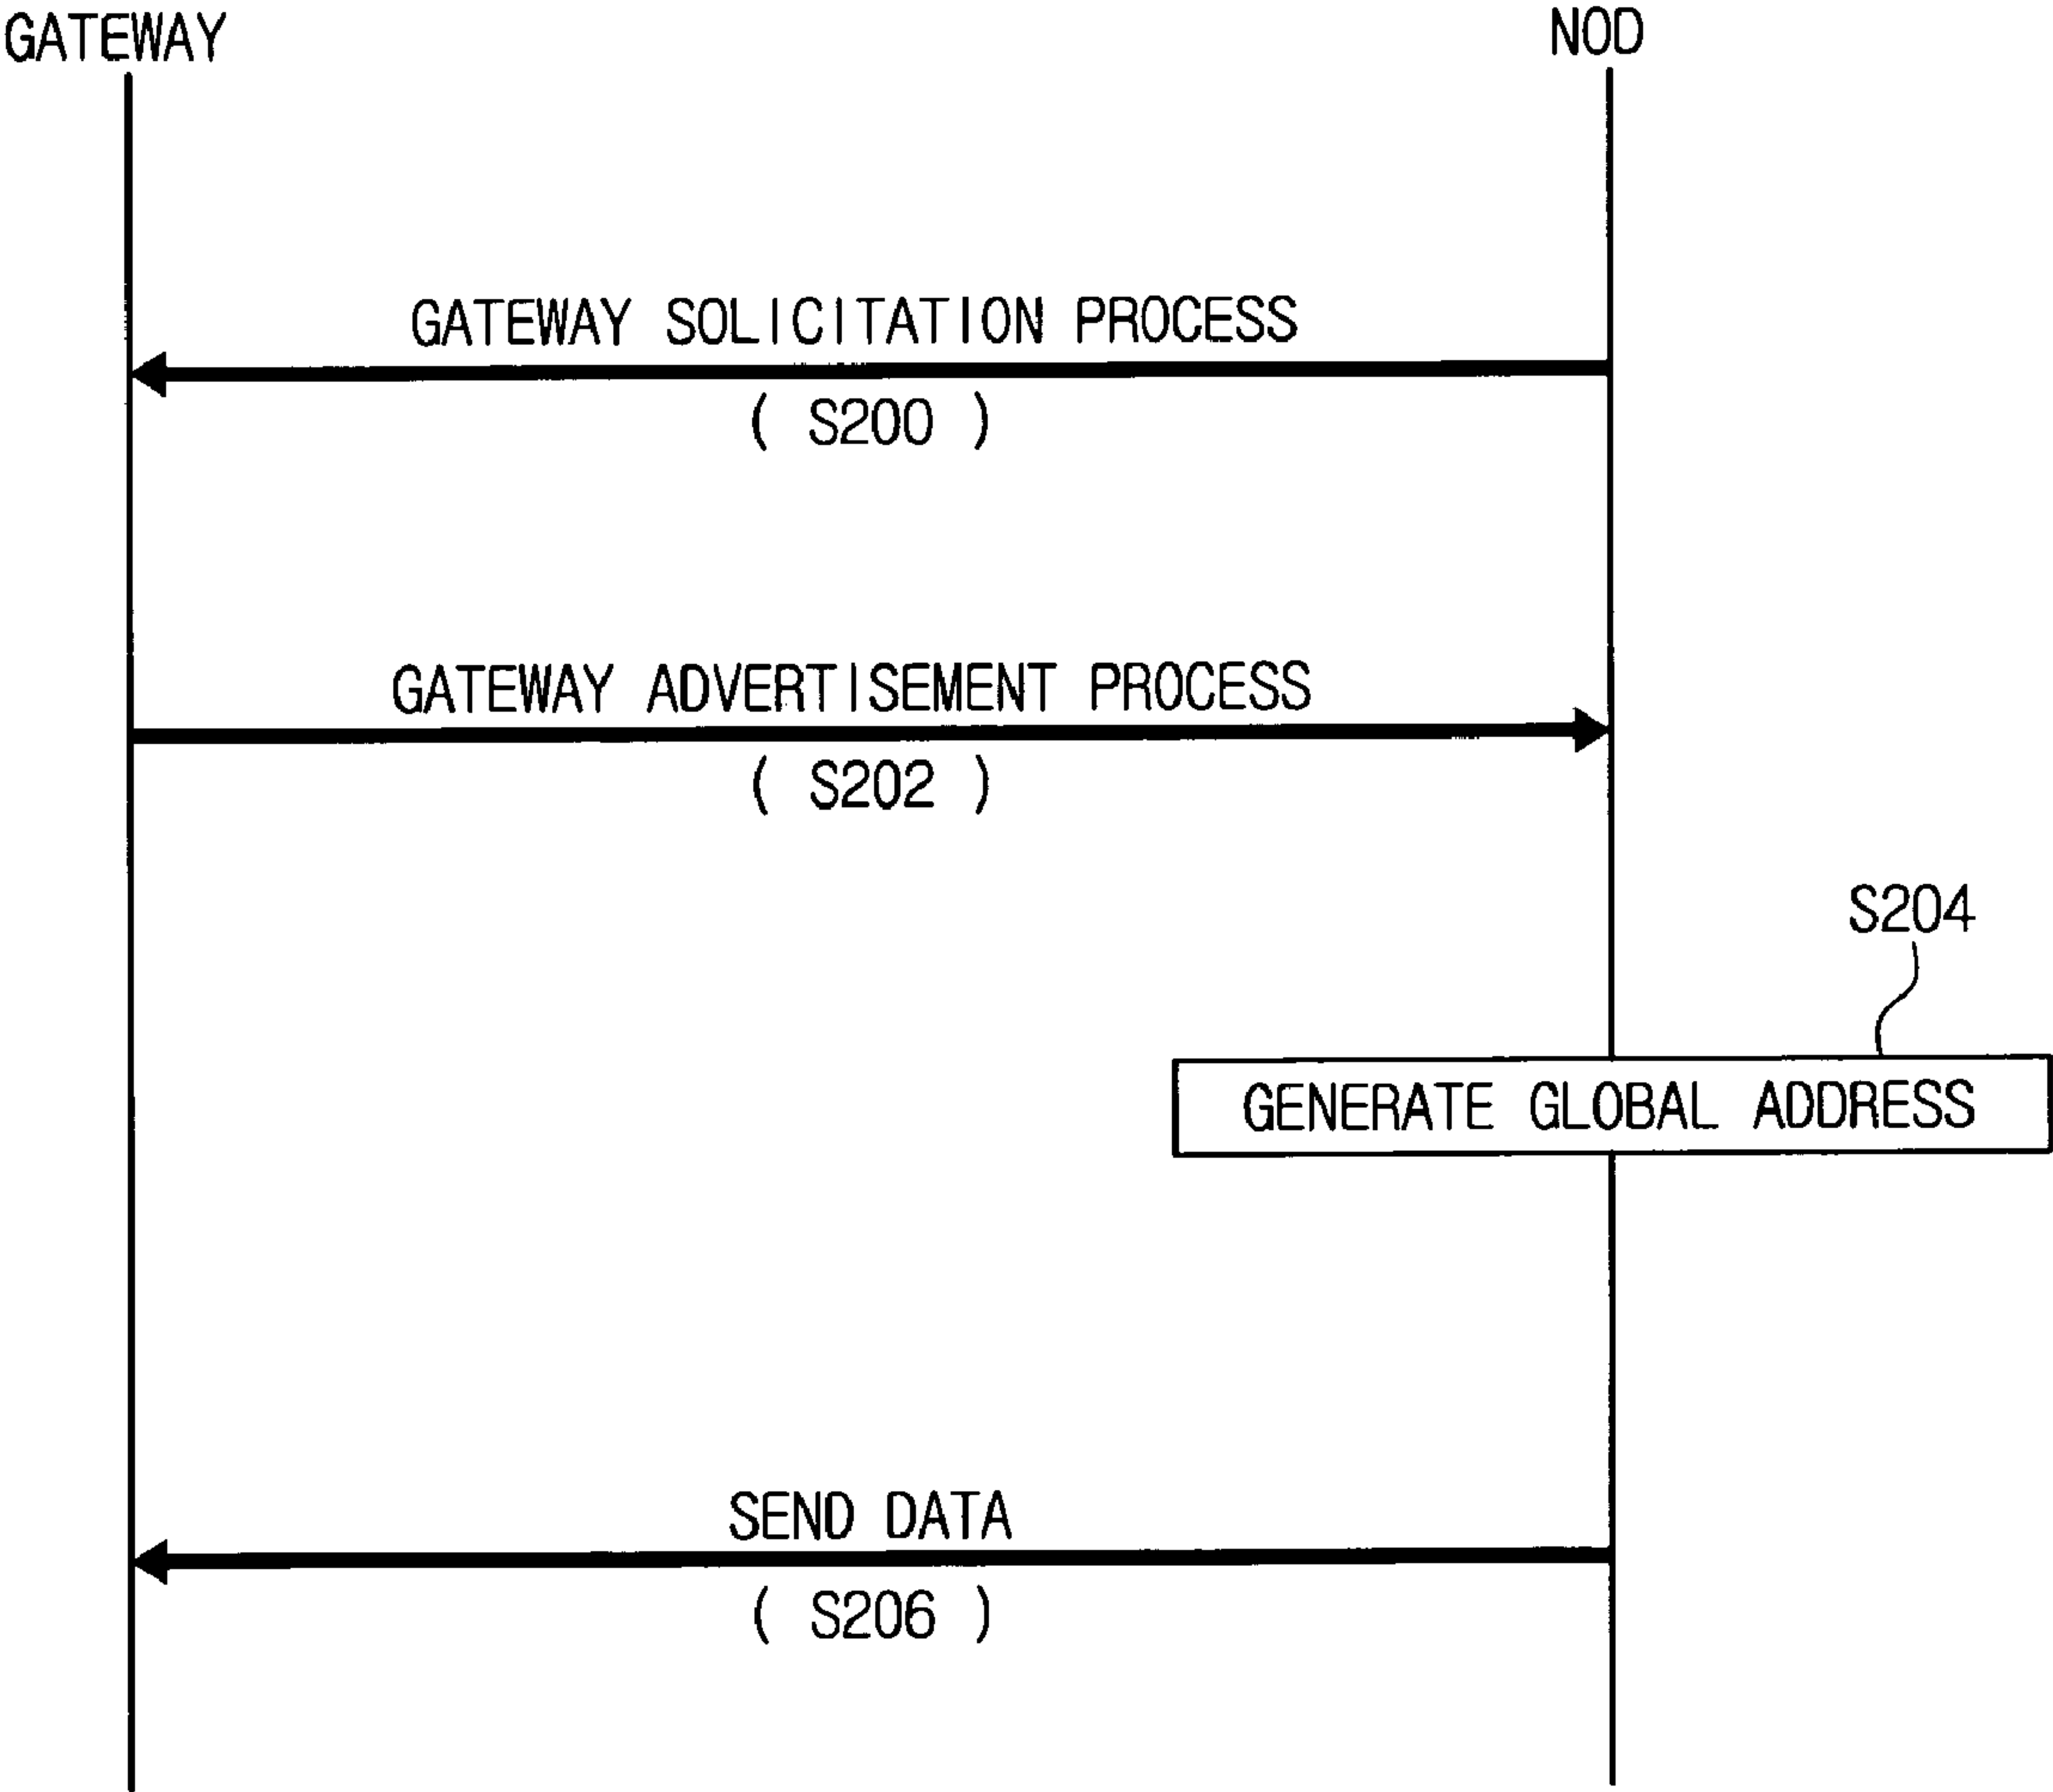 GATEWAY
NOD
GATEWAY SOLICITATION PROCESS
( S200 )
GATEWAY ADVERTISEMENT PROCESS
( S202 )
S204
GENERATE GLOBAL ADDRESS
SEND DATA
( S206 )